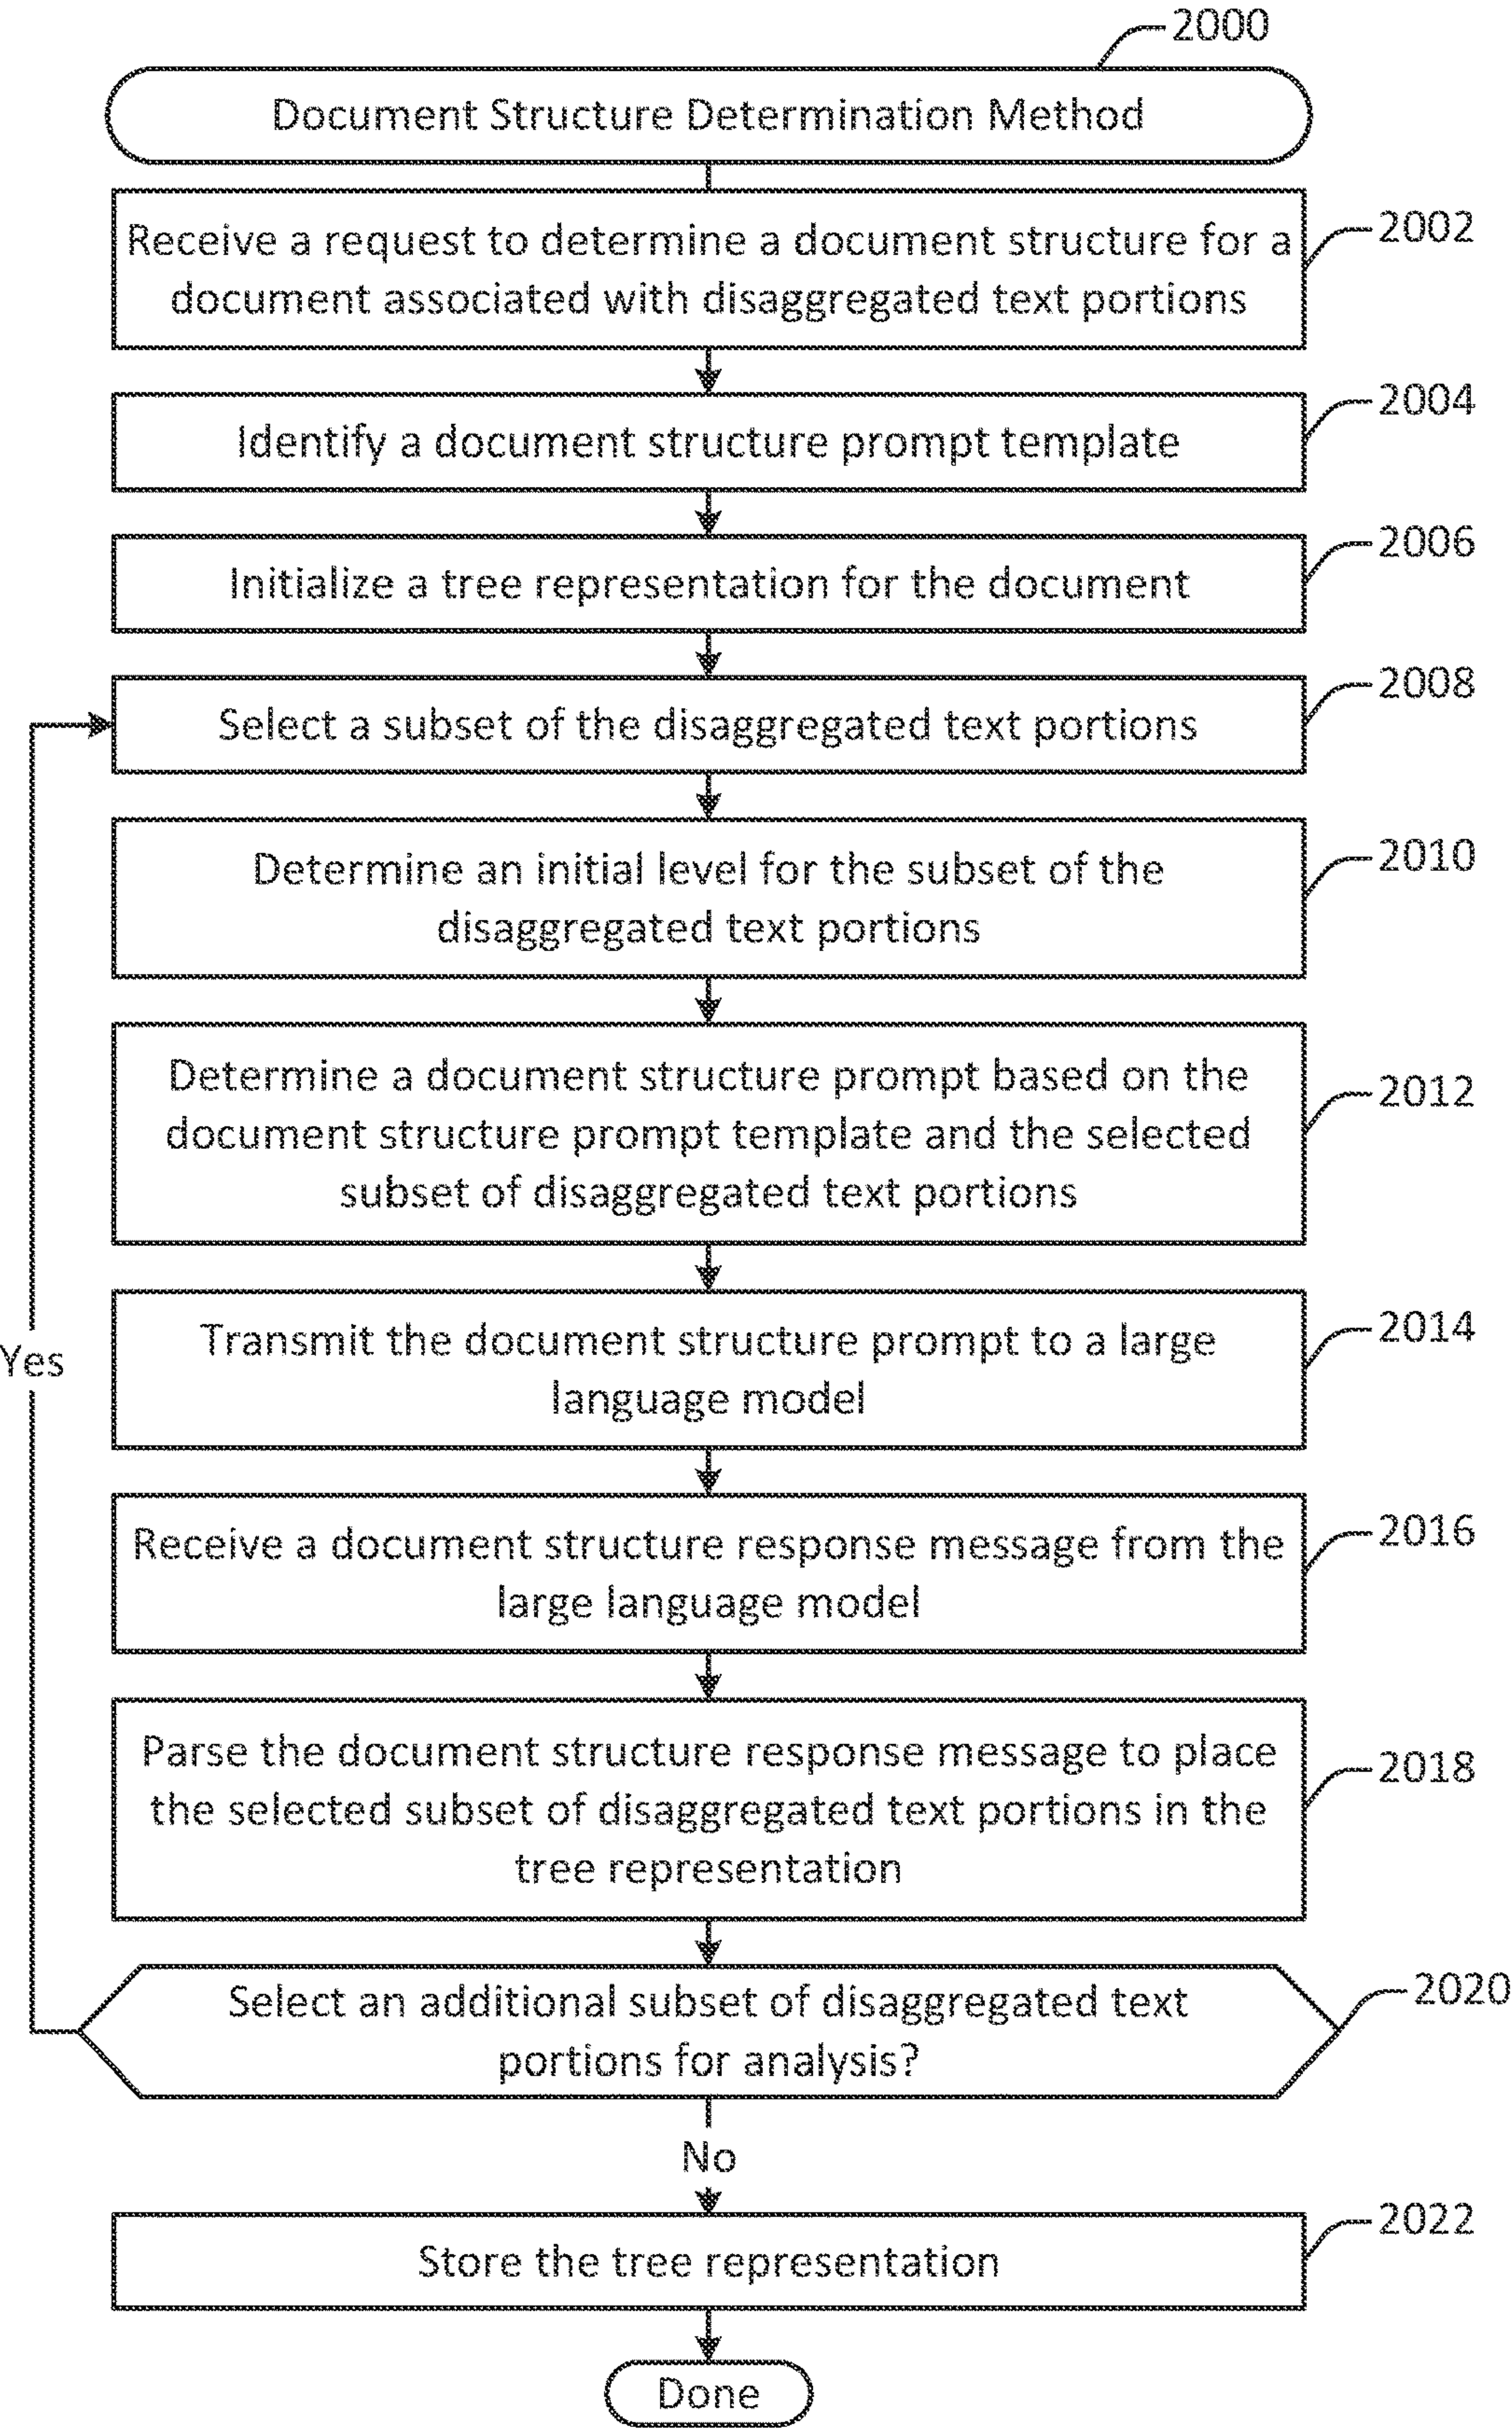 2000
Document Structure Determination Method
Receive a request to determine a document structure for a
document associated with disaggregated text portions
2002
Identify a document structure prompt template
2004
Initialize a tree representation for the document
2006
Select a subset of the disaggregated text portions
2008
Determine an initial level for the subset of the
disaggregated text portions
2010
Determine a document structure prompt based on the
document structure prompt template and the selected
subset of disaggregated text portions
2012
Transmit the document structure prompt to a large
language model
2014
Yes
Receive a document structure response message from the
large language model
2016
Parse the document structure response message to place
the selected subset of disaggregated text portions in the
tree representation
2018
Select an additional subset of disaggregated text
portions for analysis?
2020
No
Store the tree representation
2022
Done